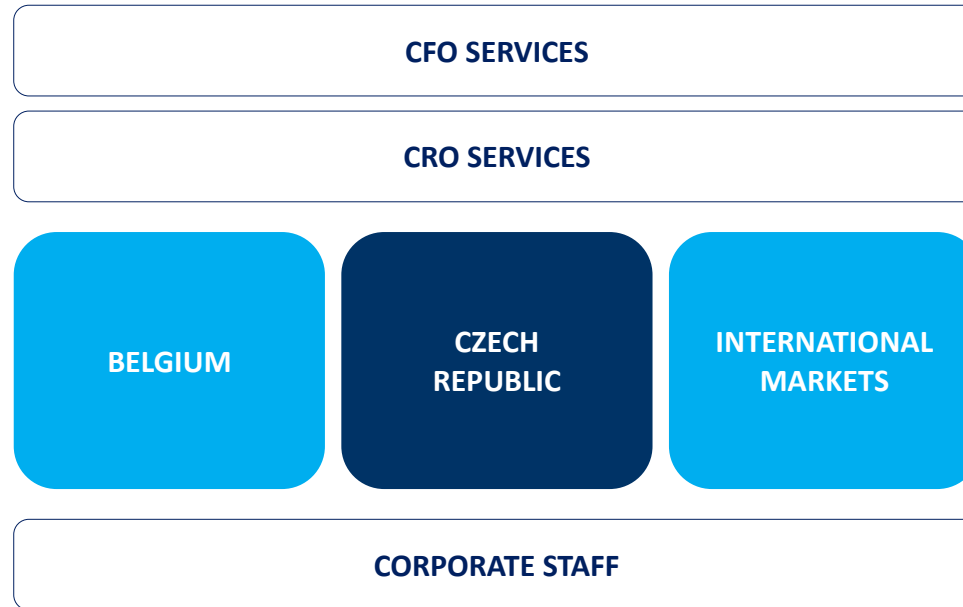 CFO SERVICES
CRO SERVICES
BELGIUM
CZECH
REPUBLIC
INTERNATIONAL
MARKETS
CORPORATE STAFF